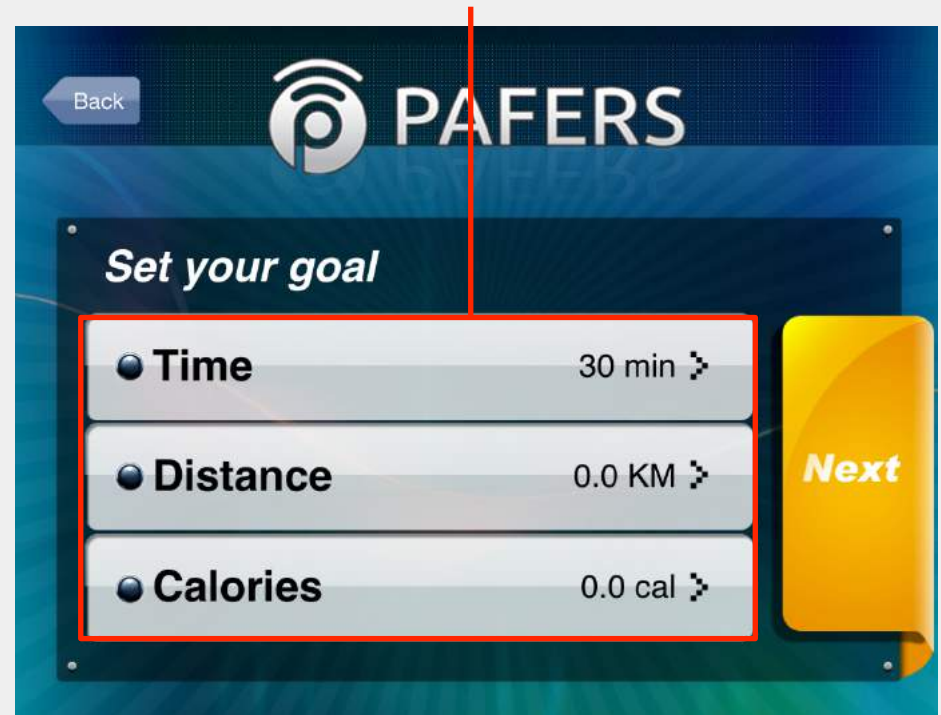 Back
PAFERS
Set your goal
Time 30 min
Distance 0.0 KM
Calories 0.0 cal
Next